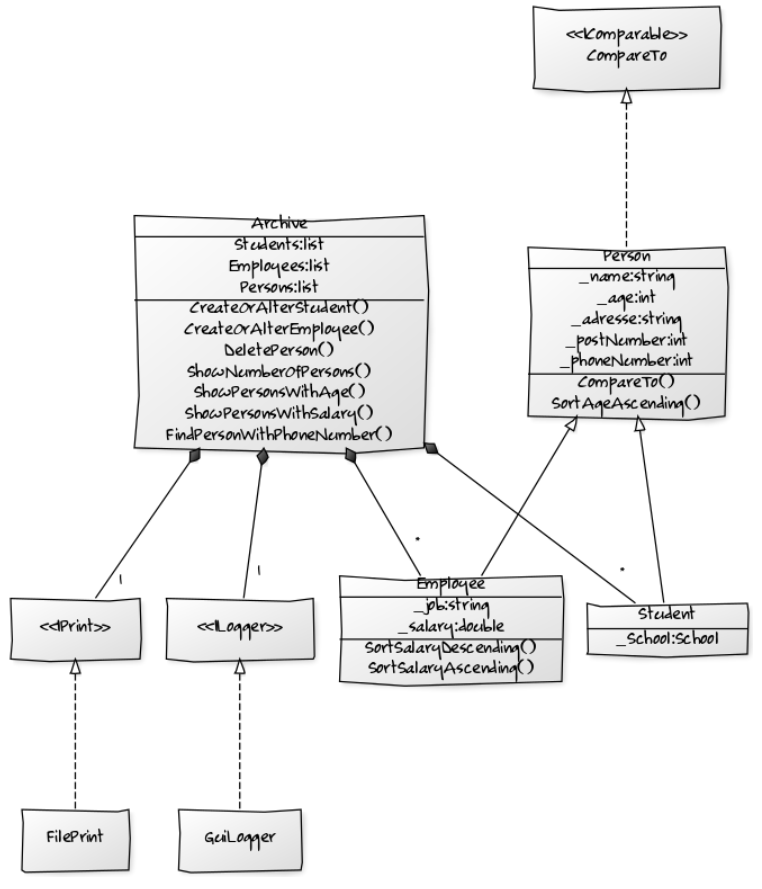 <<IComparable>>
CompareTo
Archive
Students:list
Employees:list
Persons:list
CreateOrAlterStudent()
CreateOrAlterEmployee()
DeletePerson()
ShowNumberOfPersons()
ShowPersonsWithAge()
ShowPersonsWithSalary()
FindPersonWithPhoneNumber()
Person
_name:string
_age:int
_adresse:string
_postNumber:int
_phoneNumber:int
CompareTo()
SortAgeAscending()
1
1
*
*
<<IPrint>>
<<ILogger>>
Employee
_job:string
_salary:double
SortSalaryDescending()
SortSalaryAscending()
Student
_School:School
FilePrint
GuiLogger